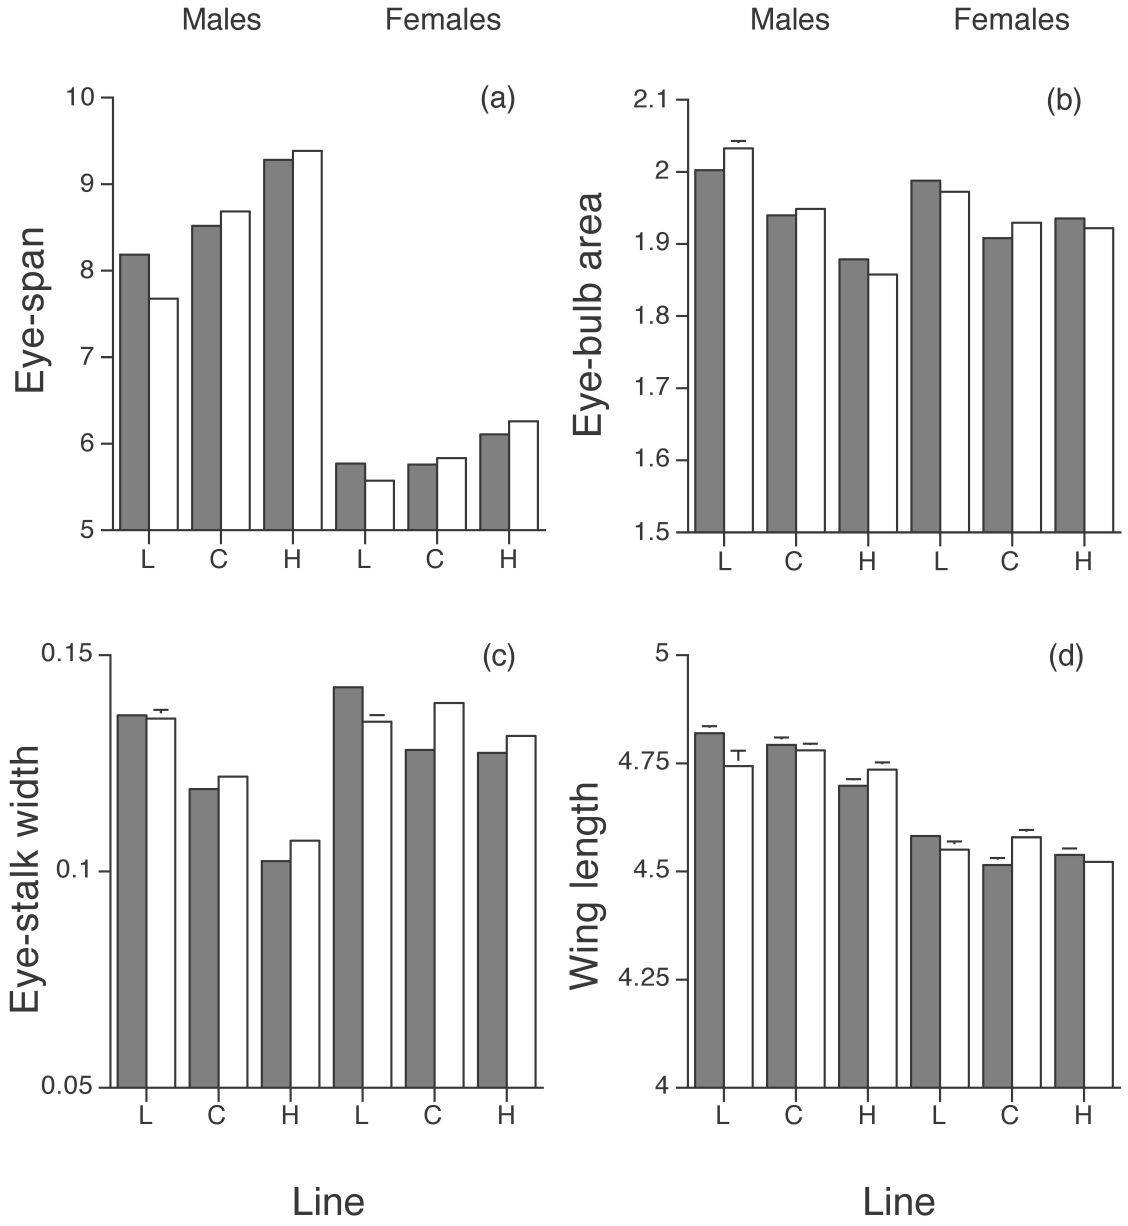 Males Females
Males Females
(a)
Eye-span
10
9
8
7
6
5
L C H L C H
(b)
Eye-bulb area
2.1
2
1.9
1.8
1.7
1.6
1.5
L C H L C H
(c)
Eye-stalk width
0.15
0.1
0.05
L C H L C H
Line
(d)
Wing length
5
4.75
4.5
4.25
4
L C H L C H
Line